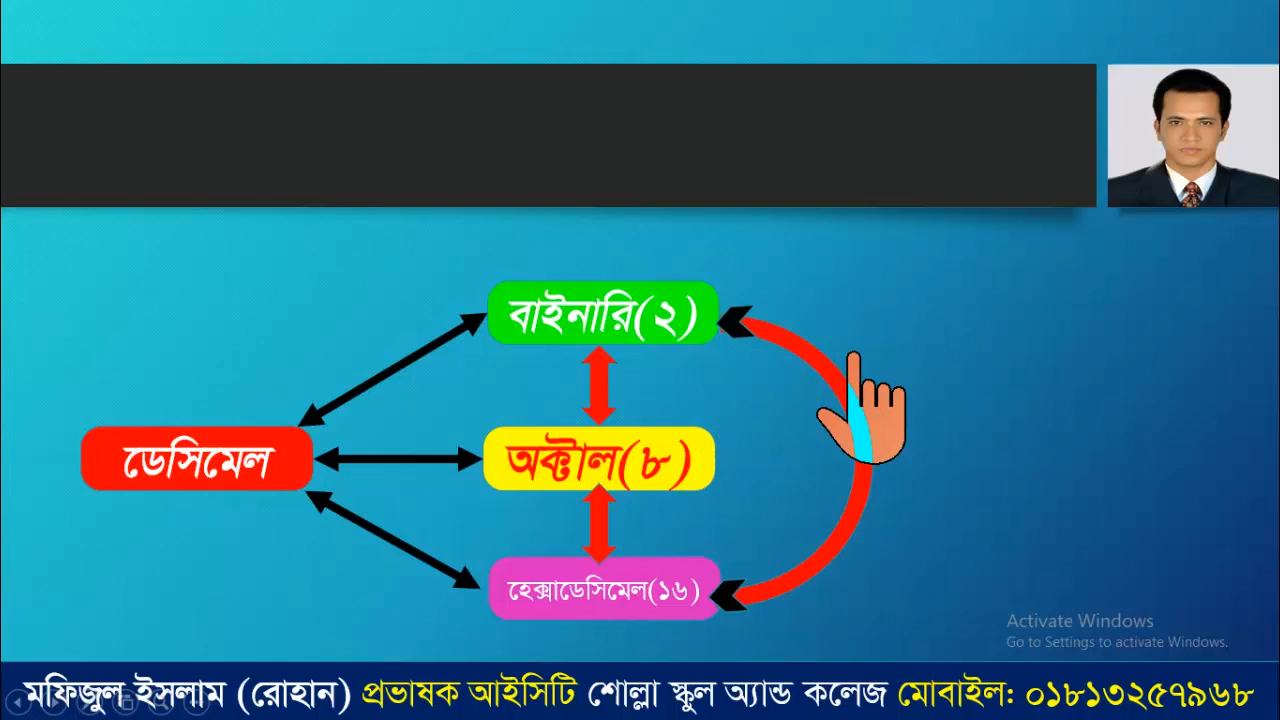 বাইনারি(২)
ডেসিমেল
অক্টাল(৮)
হেক্সাডেসিমেল(১৬)
Activate Windows
Go to Settings to activate Windows.
মফিজুল ইসলাম (রোহান) প্রভাষক আইসিটি শোল্লা স্কুল অ্যান্ড কলেজ মোবাইল: ০১৮১৩২৫৭৯৬৮